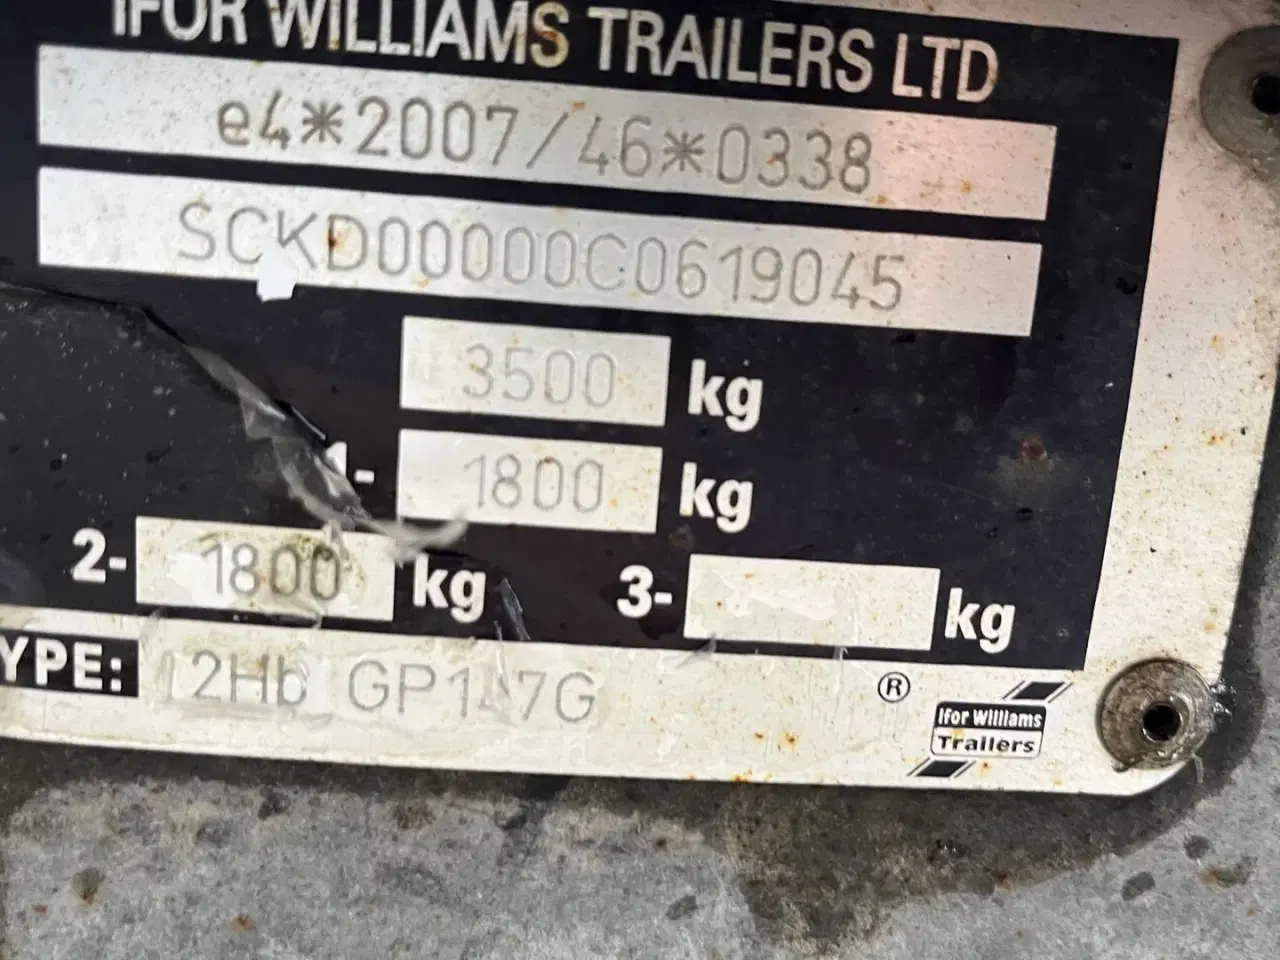 IFOR WILLIAMS TRAILERS LTD
e4*2007/46*0338
SCKD00000C0619045
3500 kg
1- 1800 kg
2- 1800 kg 3- kg
YPE: 2Hb
®
Ifor Williams
Trailers